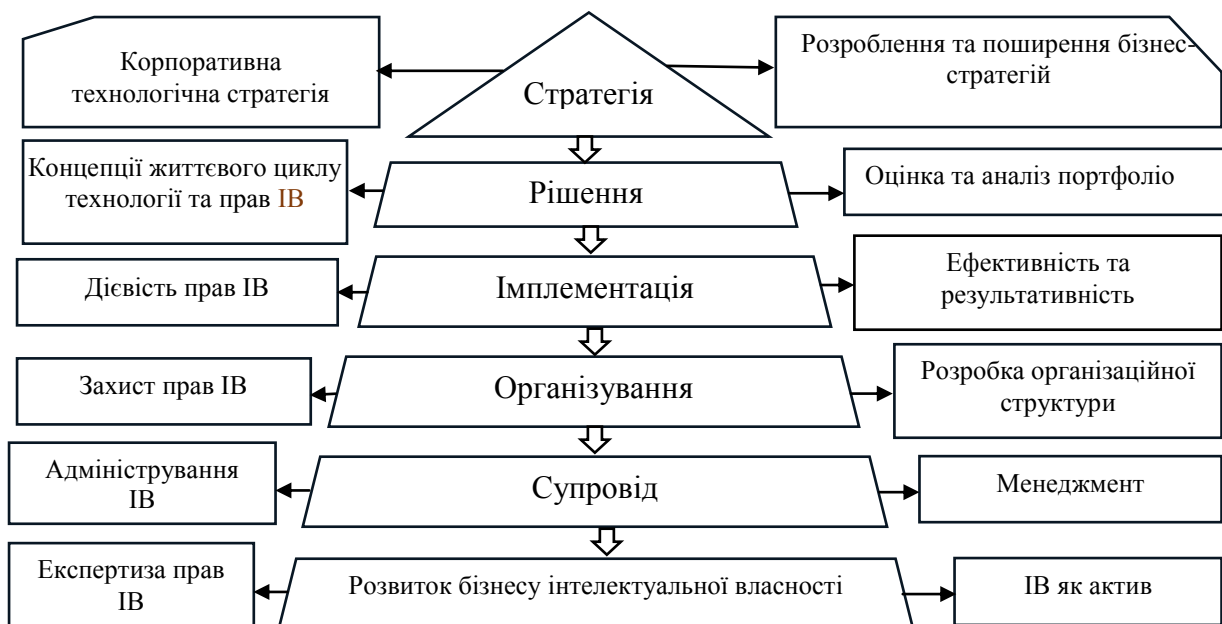 Корпоративна
технологічна стратегія
Стратегія
Розроблення та поширення бізнес-
стратегій
Концепції життєвого циклу
технології та прав ІВ
Рішення
Оцінка та аналіз портфоліо
Дієвість прав ІВ
Імплементація
Ефективність та
результативність
Захист прав ІВ
Організування
Розробка організаційної
структури
Адміністрування
ІВ
Супровід
Менеджмент
Експертиза прав
ІВ
Розвиток бізнесу інтелектуальної власності
ІВ як актив